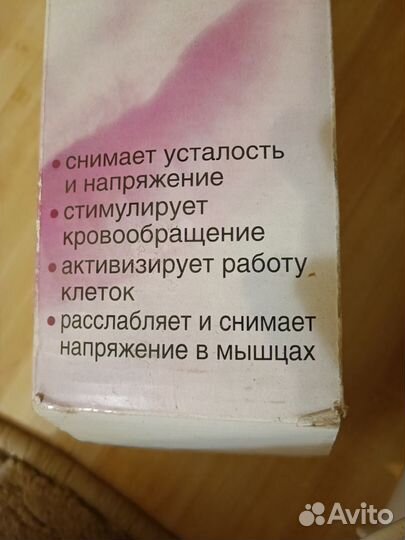 • снимает усталость
и напряжение
• стимулирует
кровообращение
• активизирует работу
клеток
• расслабляет и снимает
напряжение в мышцах
Avito